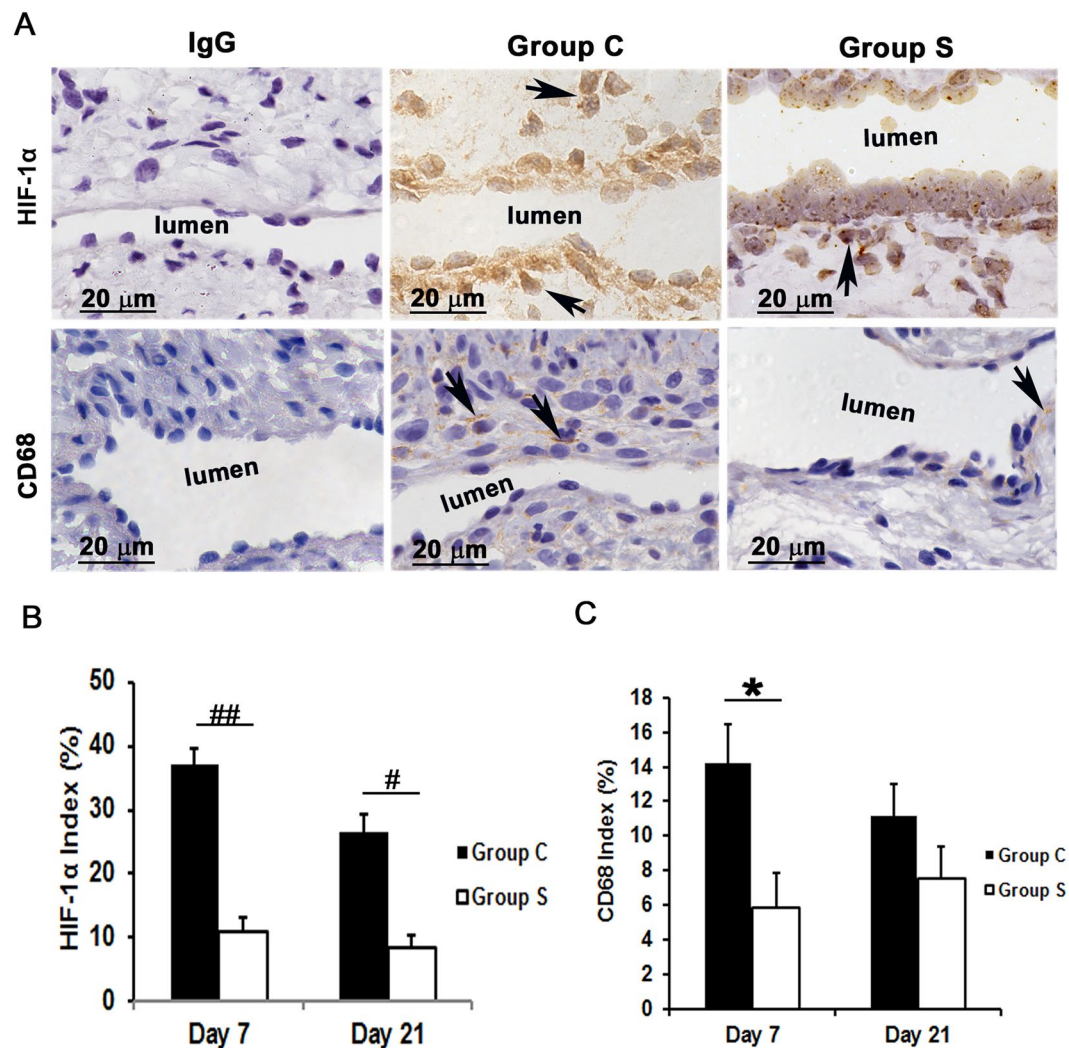 A
IgG
Group C
Group S
HIF-1α
lumen
20 μm
lumen
20 μm
lumen
20 μm
CD68
lumen
20 μm
lumen
20 μm
lumen
20 μm
B
HIF-1α Index (%)
50
40
30
20
10
0
##
#
Group C
Group S
Day 7
Day 21
C
CD68 Index (%)
18
16
14
12
10
8
6
4
2
0
*
Group C
Group S
Day 7
Day 21